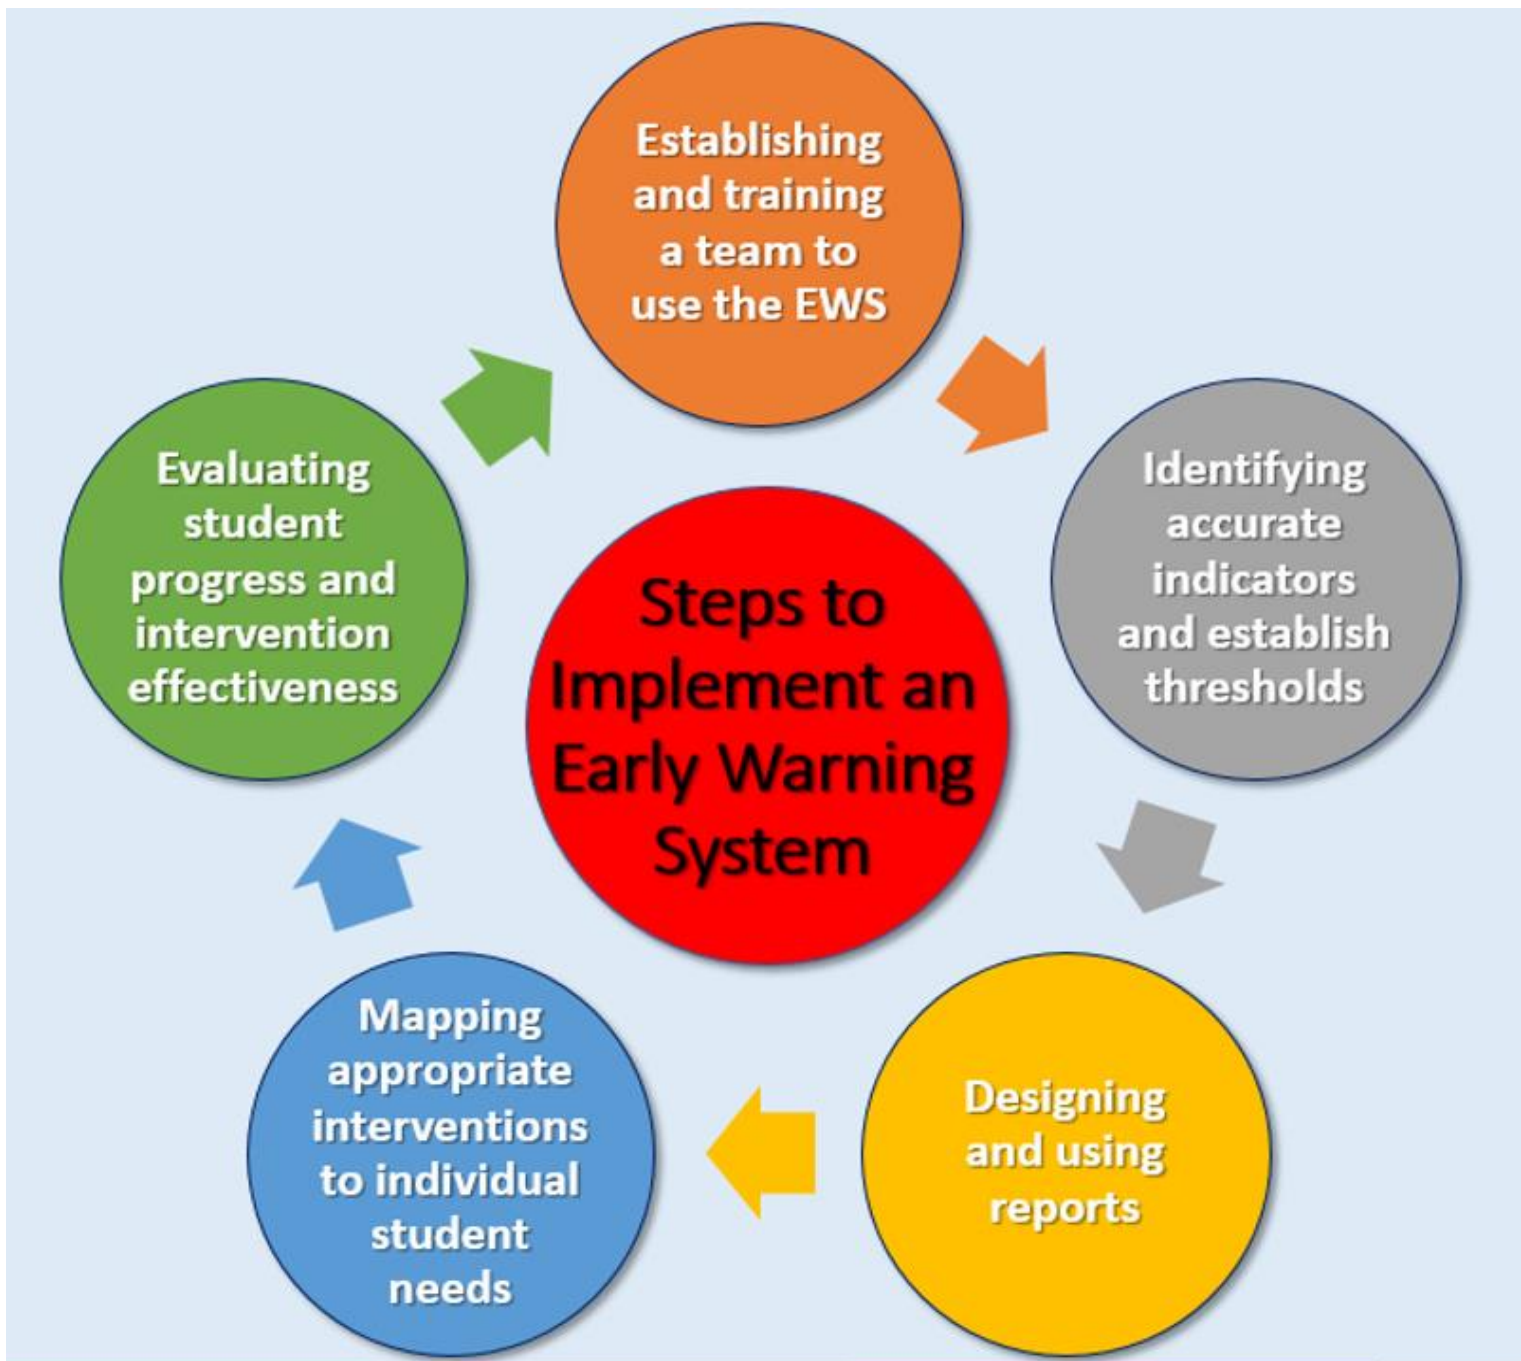 Establishing
and training
a team to
use the EWS
Identifying
accurate
indicators
and establish
thresholds
Designing
and using
reports
Mapping
appropriate
interventions
to individual
student
needs
Evaluating
student
progress and
intervention
effectiveness
Steps to
Implement an
Early Warning
System